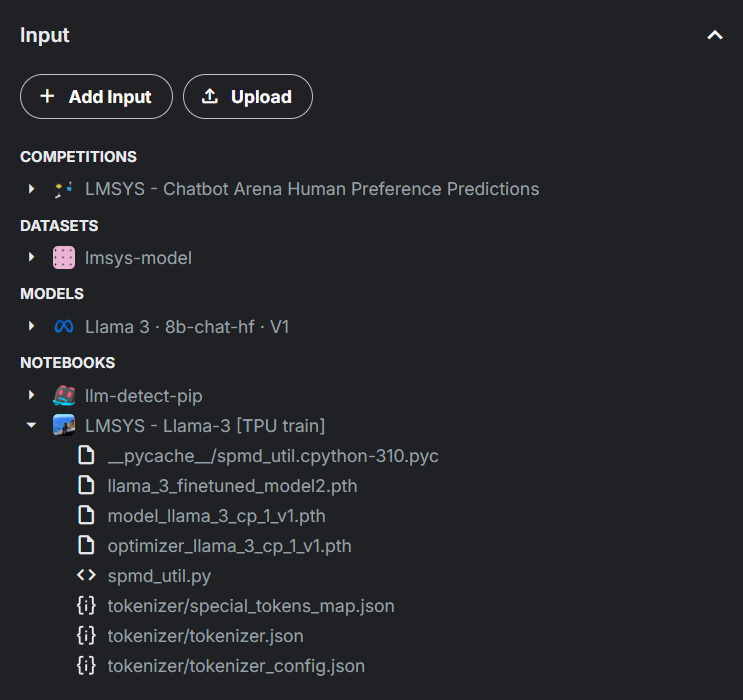 Input
Add Input
Upload
COMPETITIONS
LMSYS - Chatbot Arena Human Preference Predictions
DATASETS
lmsys-model
MODELS
Llama 3 · 8b-chat-hf · V1
NOTEBOOKS
llm-detect-pip
LMSYS - Llama-3 [TPU train]
__pycache__/spmd_util.cpython-310.pyc
llama_3_finetuned_model2.pth
model_llama_3_cp_1_v1.pth
optimizer_llama_3_cp_1_v1.pth
spmd_util.py
tokenizer/special_tokens_map.json
tokenizer/tokenizer.json
tokenizer/tokenizer_config.json